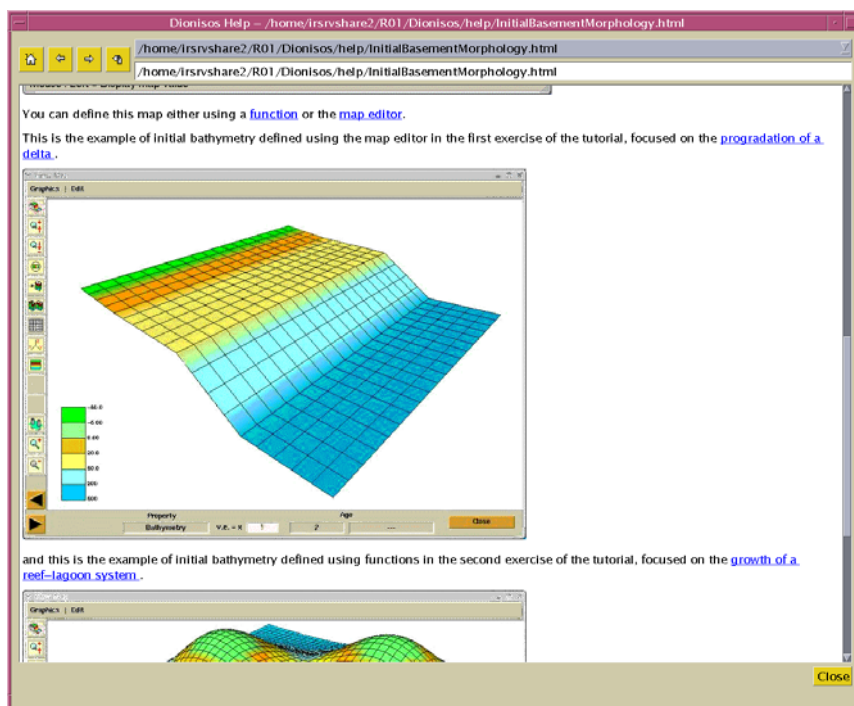 Dionisos Help – /home/irsrvshare2/R01/Dionisos/help/InitialBasementMorphology.html
/home/irsrvshare2/R01/Dionisos/help/InitialBasementMorphology.html
/home/irsrvshare2/R01/Dionisos/help/InitialBasementMorphology.html
You can define this map either using a function or the map editor.
This is the example of initial bathymetry defined using the map editor in the first exercise of the tutorial, focused on the progradation of a
delta .
Graphics | Edit
20.0
Property
Age
Bathymetry
V.E. = X
1
2
---
Close
and this is the example of initial bathymetry defined using functions in the second exercise of the tutorial, focused on the growth of a
reef–lagoon system .
Graphics | Edit
Close